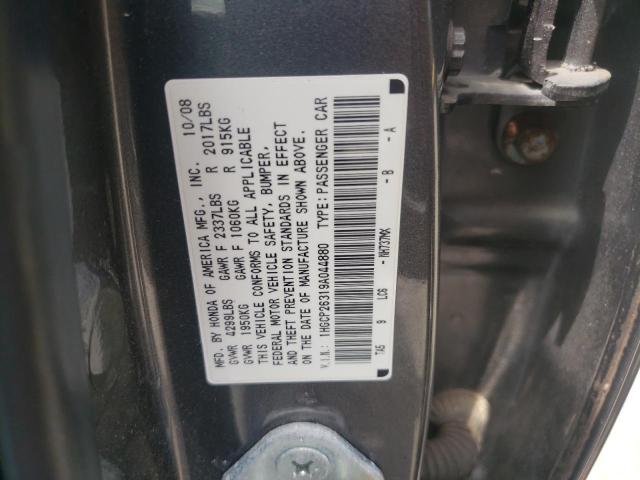 MFD. BY HONDA OF AMERICA MFG., INC. 10/08
GVWR 4299LBS GAWR F 2337LBS R 2017LBS
GVWR 1950KG GAWR F 1060KG R 915KG
THIS VEHICLE CONFORMS TO ALL APPLICABLE
FEDERAL MOTOR VEHICLE SAFETY, BUMPER,
AND THEFT PREVENTION STANDARDS IN EFFECT
ON THE DATE OF MANUFACTURE SHOWN ABOVE.
V.I.N.: 1HGCP26319A044880 TYPE: PASSENGER CAR
TA5 9 LC6 - NH737MX - B - A